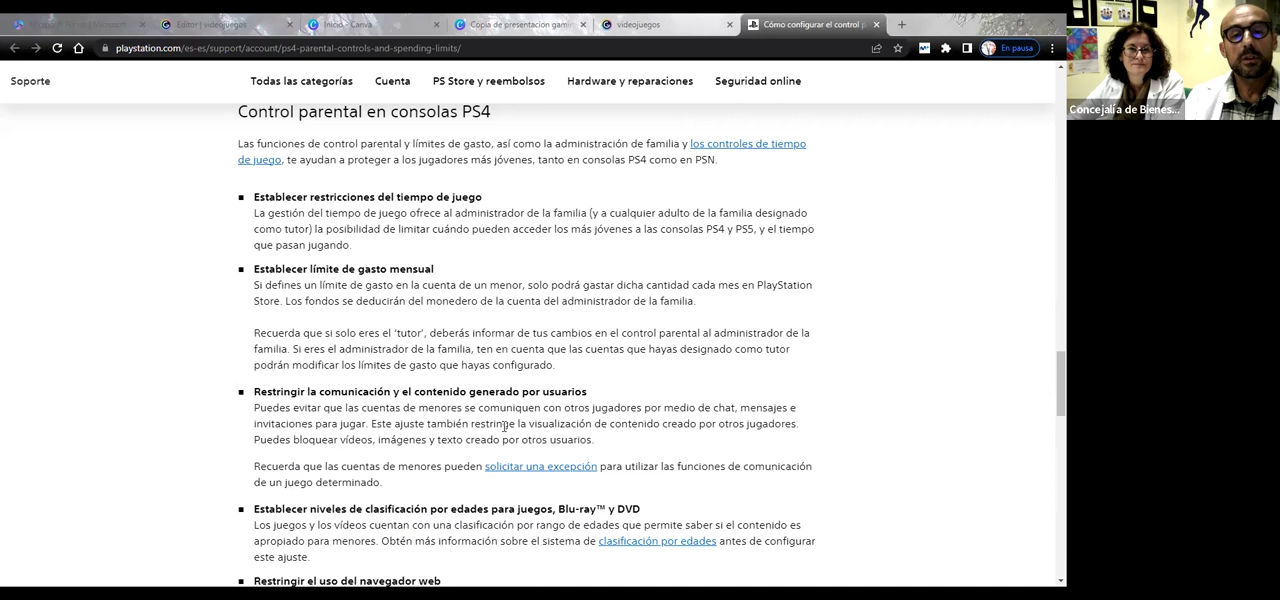 Editor | videojuegos
Inicio - Canva
Copia de presentacion gamin
videojuegos
Cómo configurar el control p
playstation.com/es-es/support/account/ps4-parental-controls-and-spending-limits/
En pausa
Soporte
Todas las categorías
Cuenta
PS Store y reembolsos
Hardware y reparaciones
Seguridad online
Concejalía de Bienes...
Control parental en consolas PS4
Las funciones de control parental y límites de gasto, así como la administración de familia y los controles de tiempo
de juego, te ayudan a proteger a los jugadores más jóvenes, tanto en consolas PS4 como en PSN.
Establecer restricciones del tiempo de juego
La gestión del tiempo de juego ofrece al administrador de la familia (y a cualquier adulto de la familia designado
como tutor) la posibilidad de limitar cuándo pueden acceder los más jóvenes a las consolas PS4 y PS5, y el tiempo
que pasan jugando.
Establecer límite de gasto mensual
Si defines un límite de gasto en la cuenta de un menor, solo podrá gastar dicha cantidad cada mes en PlayStation
Store. Los fondos se deducirán del monedero de la cuenta del administrador de la familia.
Recuerda que si solo eres el ‘tutor’, deberás informar de tus cambios en el control parental al administrador de la
familia. Si eres el administrador de la familia, ten en cuenta que las cuentas que hayas designado como tutor
podrán modificar los límites de gasto que hayas configurado.
Restringir la comunicación y el contenido generado por usuarios
Puedes evitar que las cuentas de menores se comuniquen con otros jugadores por medio de chat, mensajes e
invitaciones para jugar. Este ajuste también restringe la visualización de contenido creado por otros jugadores.
Puedes bloquear vídeos, imágenes y texto creado por otros usuarios.
Recuerda que las cuentas de menores pueden solicitar una excepción para utilizar las funciones de comunicación
de un juego determinado.
Establecer niveles de clasificación por edades para juegos, Blu-ray™ y DVD
Los juegos y los vídeos cuentan con una clasificación por rango de edades que permite saber si el contenido es
apropiado para menores. Obtén más información sobre el sistema de clasificación por edades antes de configurar
este ajuste.
Restringir el uso del navegador web